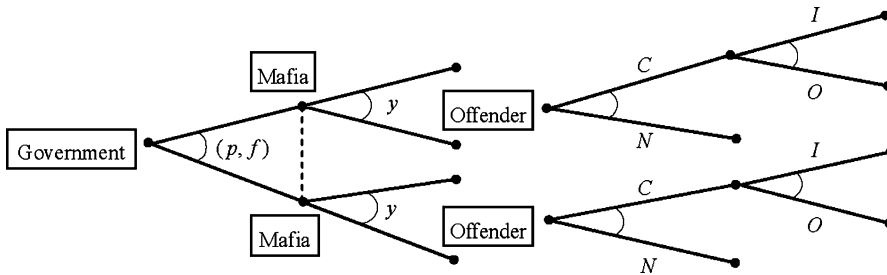 Government
(p, f)
Mafia
y
Mafia
y
Offender
C
N
I
O
Offender
C
N
I
O